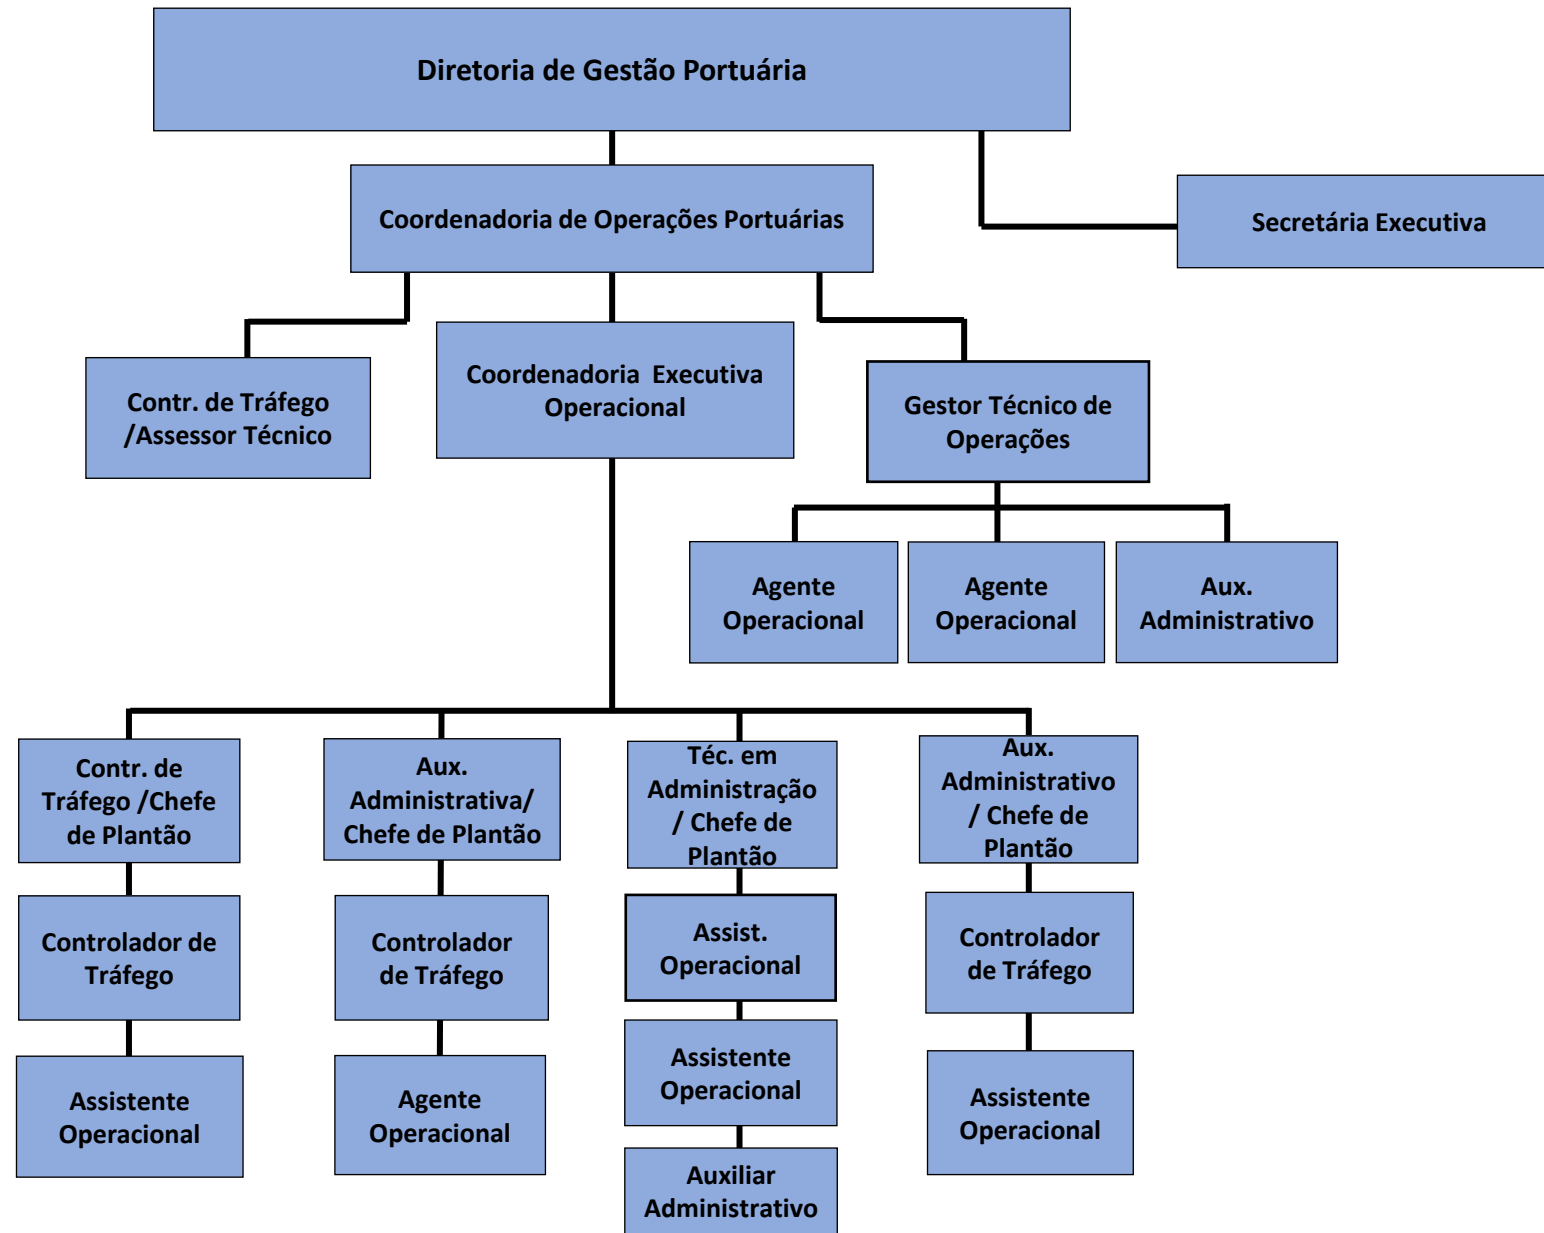 Diretoria de Gestão Portuária
Coordenadoria de Operações Portuárias
Secretária Executiva
Contr. de Tráfego
/Assessor Técnico
Coordenadoria Executiva
Operacional
Gestor Técnico de
Operações
Agente
Operacional
Agente
Operacional
Aux.
Administrativo
Contr. de
Tráfego /Chefe
de Plantão
Aux.
Administrativa/
Chefe de Plantão
Téc. em
Administração
/ Chefe de
Plantão
Aux.
Administrativo
/ Chefe de
Plantão
Controlador de
Tráfego
Controlador
de Tráfego
Assist.
Operacional
Controlador
de Tráfego
Assistente
Operacional
Agente
Operacional
Assistente
Operacional
Assistente
Operacional
Auxiliar
Administrativo